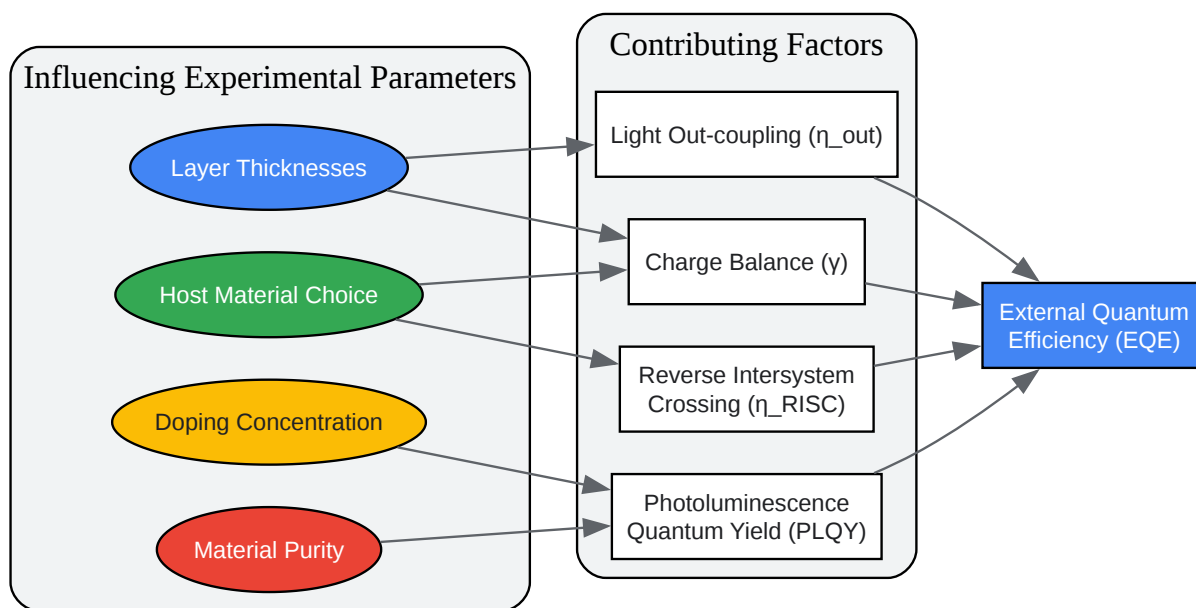 Influencing Experimental Parameters
Layer Thicknesses
Host Material Choice
Doping Concentration
Material Purity
Contributing Factors
Light Out-coupling (η_out)
Charge Balance (γ)
Reverse Intersystem
Crossing (η_RISC)
Photoluminescence
Quantum Yield (PLQY)
External Quantum
Efficiency (EQE)